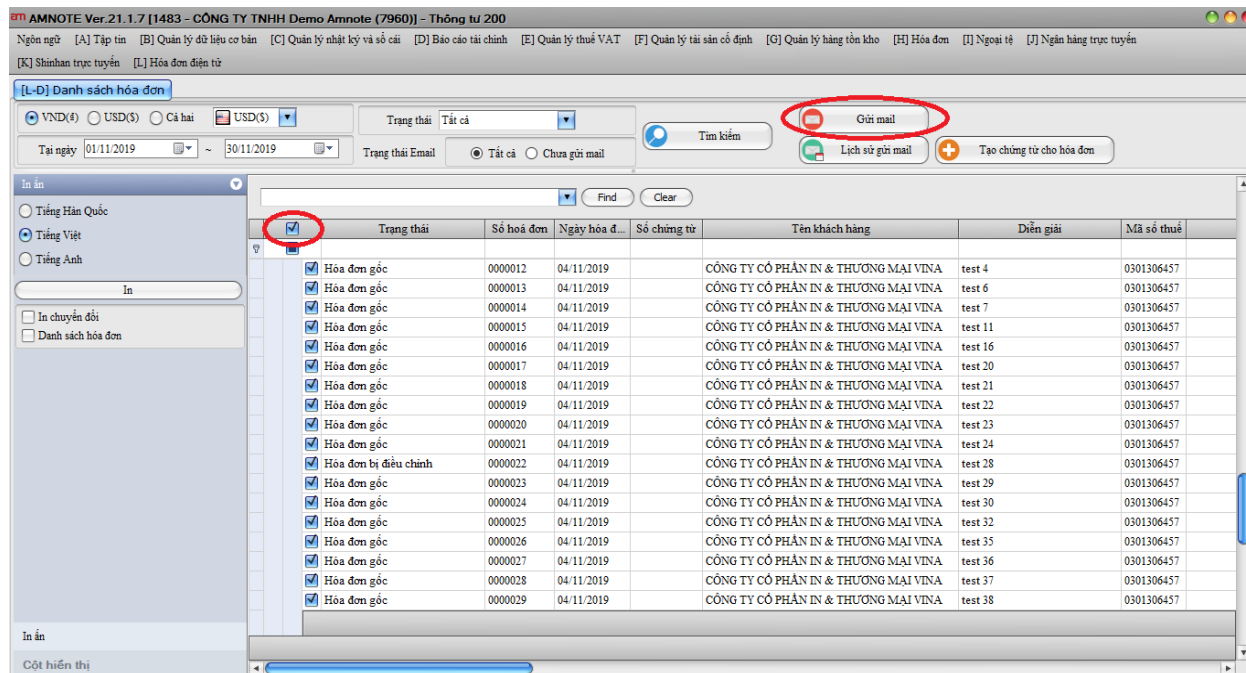 am AMNOTE Ver.21.1.7 [1483 - CÔNG TY TNHH Demo Amnote (7960)] - Thông tư 200
Ngôn ngữ [A] Tập tin [B] Quản lý dữ liệu cơ bản [C] Quản lý nhật ký và sổ cái [D] Báo cáo tài chính [E] Quản lý thuế VAT [F] Quản lý tài sản cố định [G] Quản lý hàng tồn kho [H] Hóa đơn [I] Ngoại tệ [J] Ngân hàng trực tuyến
[K] Shinhan trực tuyến [L] Hóa đơn điện tử
[L-D] Danh sách hóa đơn
VND(đ) USD($) Cả hai USD($) Trạng thái Tất cả Tìm kiếm Gửi mail
Tại ngày 01/11/2019 ~ 30/11/2019 Trạng thái Email Tất cả Chưa gửi mail Lịch sử gửi mail Tạo chứng từ cho hóa đơn
In ấn
Tiếng Hàn Quốc
Tiếng Việt
Tiếng Anh
In
In chuyển đổi
Danh sách hóa đơn
Find Clear
Trạng thái Số hoá đơn Ngày hóa đ... Số chứng từ Tên khách hàng Diễn giải Mã số thuế
Hóa đơn gốc 0000012 04/11/2019 CÔNG TY CỔ PHẦN IN & THƯƠNG MẠI VINA test 4 0301306457
Hóa đơn gốc 0000013 04/11/2019 CÔNG TY CỔ PHẦN IN & THƯƠNG MẠI VINA test 6 0301306457
Hóa đơn gốc 0000014 04/11/2019 CÔNG TY CỔ PHẦN IN & THƯƠNG MẠI VINA test 7 0301306457
Hóa đơn gốc 0000015 04/11/2019 CÔNG TY CỔ PHẦN IN & THƯƠNG MẠI VINA test 11 0301306457
Hóa đơn gốc 0000016 04/11/2019 CÔNG TY CỔ PHẦN IN & THƯƠNG MẠI VINA test 16 0301306457
Hóa đơn gốc 0000017 04/11/2019 CÔNG TY CỔ PHẦN IN & THƯƠNG MẠI VINA test 20 0301306457
Hóa đơn gốc 0000018 04/11/2019 CÔNG TY CỔ PHẦN IN & THƯƠNG MẠI VINA test 21 0301306457
Hóa đơn gốc 0000019 04/11/2019 CÔNG TY CỔ PHẦN IN & THƯƠNG MẠI VINA test 22 0301306457
Hóa đơn gốc 0000020 04/11/2019 CÔNG TY CỔ PHẦN IN & THƯƠNG MẠI VINA test 23 0301306457
Hóa đơn gốc 0000021 04/11/2019 CÔNG TY CỔ PHẦN IN & THƯƠNG MẠI VINA test 24 0301306457
Hóa đơn bị điều chỉnh 0000022 04/11/2019 CÔNG TY CỔ PHẦN IN & THƯƠNG MẠI VINA test 28 0301306457
Hóa đơn gốc 0000023 04/11/2019 CÔNG TY CỔ PHẦN IN & THƯƠNG MẠI VINA test 29 0301306457
Hóa đơn gốc 0000024 04/11/2019 CÔNG TY CỔ PHẦN IN & THƯƠNG MẠI VINA test 30 0301306457
Hóa đơn gốc 0000025 04/11/2019 CÔNG TY CỔ PHẦN IN & THƯƠNG MẠI VINA test 32 0301306457
Hóa đơn gốc 0000026 04/11/2019 CÔNG TY CỔ PHẦN IN & THƯƠNG MẠI VINA test 35 0301306457
Hóa đơn gốc 0000027 04/11/2019 CÔNG TY CỔ PHẦN IN & THƯƠNG MẠI VINA test 36 0301306457
Hóa đơn gốc 0000028 04/11/2019 CÔNG TY CỔ PHẦN IN & THƯƠNG MẠI VINA test 37 0301306457
Hóa đơn gốc 0000029 04/11/2019 CÔNG TY CỔ PHẦN IN & THƯƠNG MẠI VINA test 38 0301306457
In ấn
Cột hiển thị